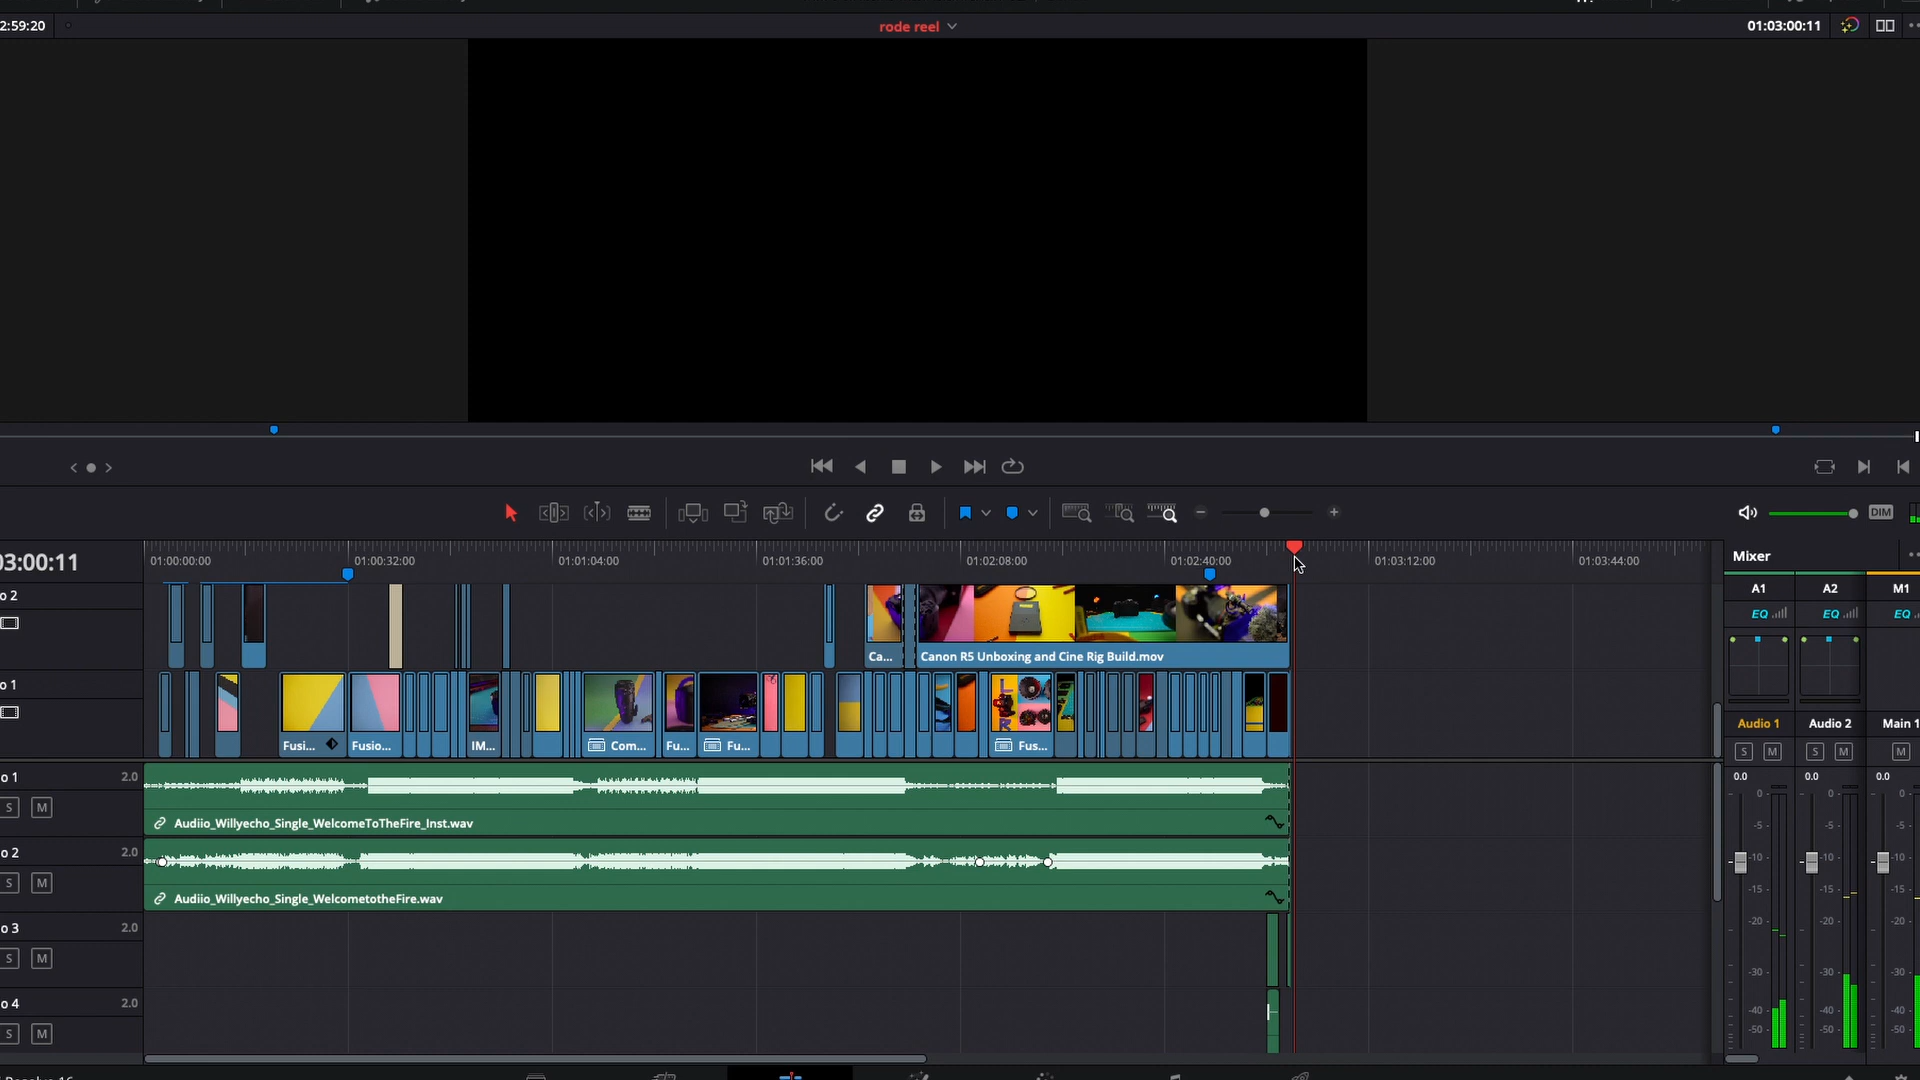 2:59:20
rode reel
01:03:00:11
DIM
03:00:11
01:00:00:00
01:00:32:00
01:01:04:00
01:01:36:00
01:02:08:00
01:02:40:00
01:03:12:00
01:03:44:00
Mixer
o 2
Ca...
Canon R5 Unboxing and Cine Rig Build.mov
A1
A2
M1
EQ
EQ
EQ
o 1
Fusi...
Fusio...
IM...
Com...
Fu...
Fu...
Fus...
Audio 1
Audio 2
Main 1
S
M
S
M
M
0.0
0.0
0.0
o 1
2.0
S
M
Audiio_Willyecho_Single_WelcomeToTheFire_Inst.wav
o 2
2.0
S
M
Audiio_Willyecho_Single_WelcometotheFire.wav
o 3
2.0
S
M
o 4
2.0
S
M
0
-5
-10
-15
-20
-30
-40
-50
0
-5
-10
-15
-20
-30
-40
-50
0
-5
-10
-15
-20
-30
-40
-50